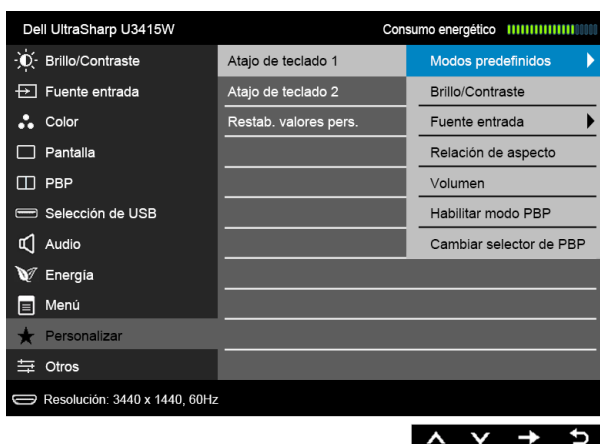 Dell UltraSharp U3415W
Consumo energético
Brillo/Contraste
Fuente entrada
Color
Pantalla
PBP
Selección de USB
Audio
Energía
Menú
Personalizar
Otros
Atajo de teclado 1
Atajo de teclado 2
Restab. valores pers.
Modos predefinidos
Brillo/Contraste
Fuente entrada
Relación de aspecto
Volumen
Habilitar modo PBP
Cambiar selector de PBP
Resolución: 3440 x 1440, 60Hz